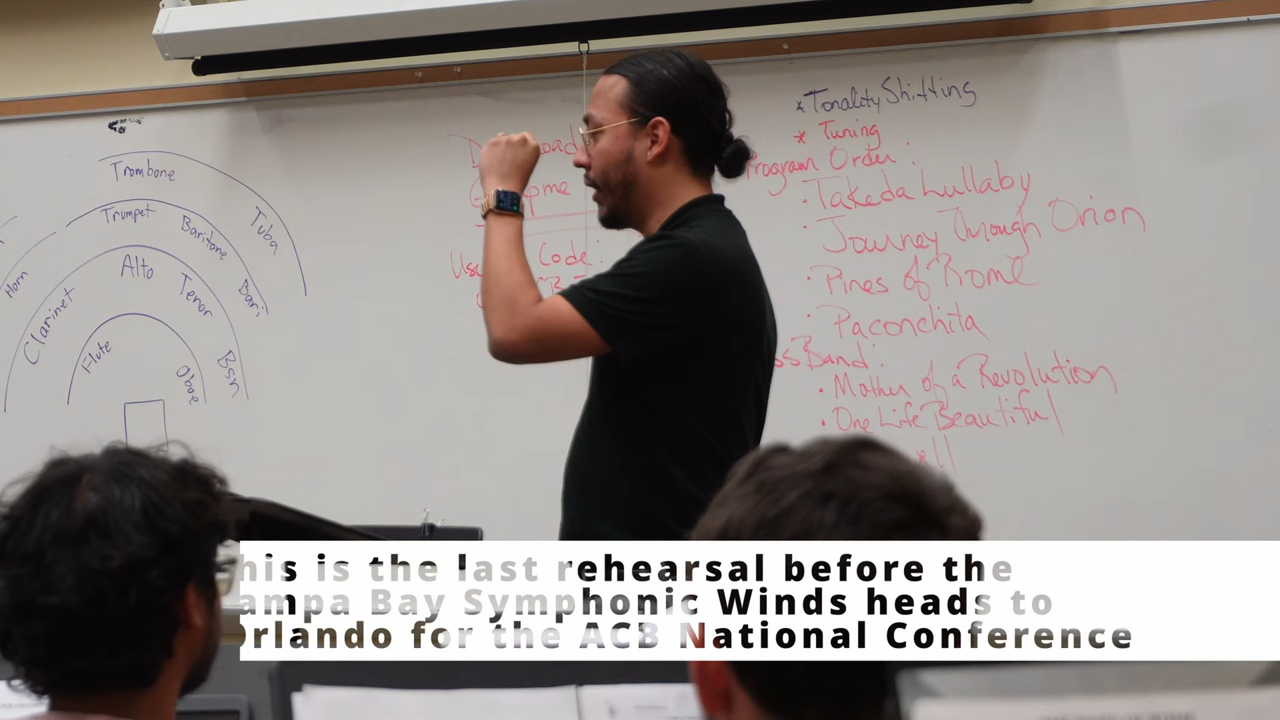 Trombone
Tuba
Trumpet
Baritone
Horn
Alto
Tenor
Bari
Clarinet
Flute
Oboe
Bsn
Code:
* Tonality Shifting
* Tuning
Program Order:
· Takeda Lullaby
· Journey Through Orion
· Pines of Rome
· Paconchita
Band:
· Mother of a Revolution
· One Life Beautiful
his is the last rehearsal before the
ampa Bay Symphonic Winds heads to
rlando for the ACB National Conference